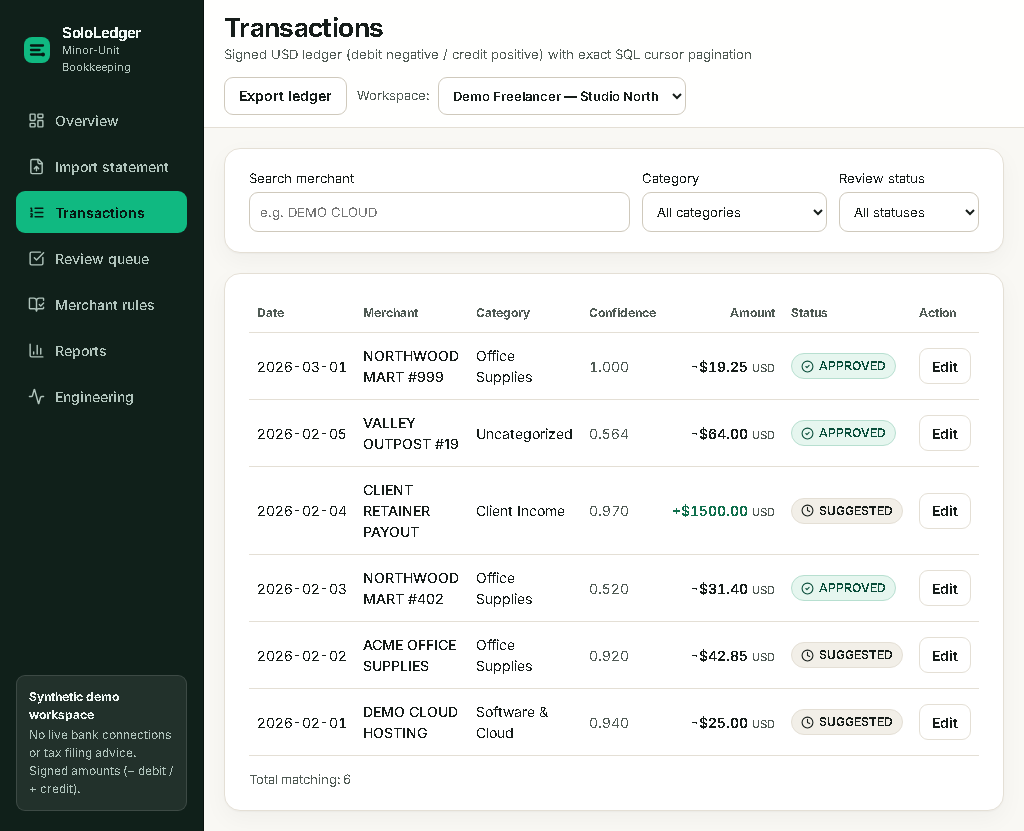 SoloLedger
Minor-Unit
Bookkeeping
Overview
Import statement
Transactions
Review queue
Merchant rules
Reports
Engineering
Synthetic demo
workspace
No live bank connections
or tax filing advice.
Signed amounts (− debit /
+ credit).
Transactions
Signed USD ledger (debit negative / credit positive) with exact SQL cursor pagination
Export ledger
Workspace:
Demo Freelancer — Studio North
Search merchant
Category
Review status
e.g. DEMO CLOUD
All categories
All statuses
Date Merchant Category Confidence Amount Status Action
2026-03-01 NORTHWOOD MART #999 Office Supplies 1.000 -$19.25 USD APPROVED Edit
2026-02-05 VALLEY OUTPOST #19 Uncategorized 0.564 -$64.00 USD APPROVED Edit
2026-02-04 CLIENT RETAINER PAYOUT Client Income 0.970 +$1500.00 USD SUGGESTED Edit
2026-02-03 NORTHWOOD MART #402 Office Supplies 0.520 -$31.40 USD APPROVED Edit
2026-02-02 ACME OFFICE SUPPLIES Office Supplies 0.920 -$42.85 USD SUGGESTED Edit
2026-02-01 DEMO CLOUD HOSTING Software & Cloud 0.940 -$25.00 USD SUGGESTED Edit
Total matching: 6